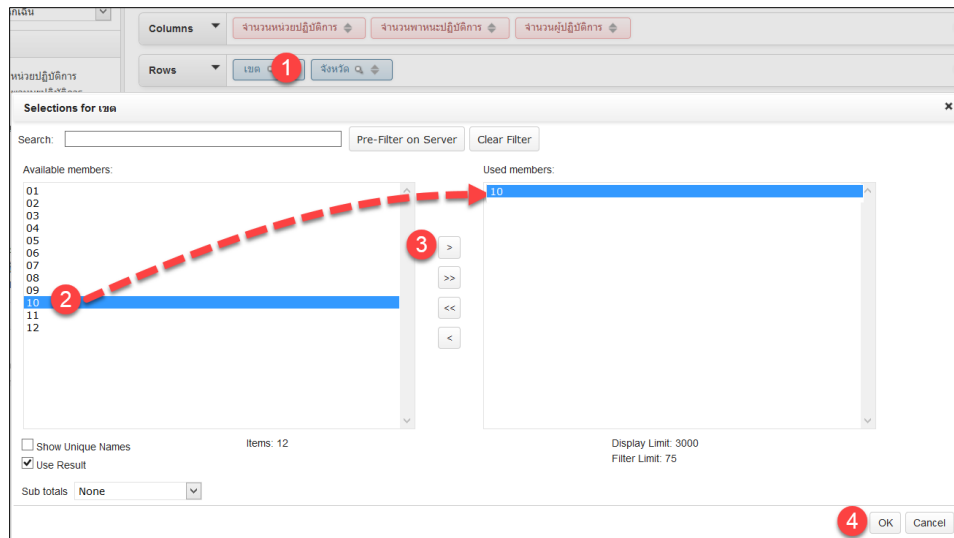 Columns จำนวนหน่วยปฏิบัติการ จำนวนพาหนะปฏิบัติการ จำนวนผู้ปฏิบัติการ
หน่วยปฏิบัติการ
Rows เขต 1 จังหวัด
Selections for เขต
Search: Pre-Filter on Server Clear Filter
Available members: Used members:
01 10
02
03
04
05
06
07
08
09
10 2
11
12
3 >
>>
<<
<
Show Unique Names Items: 12 Display Limit: 3000
Use Result Filter Limit: 75
Sub totals None
4 OK Cancel